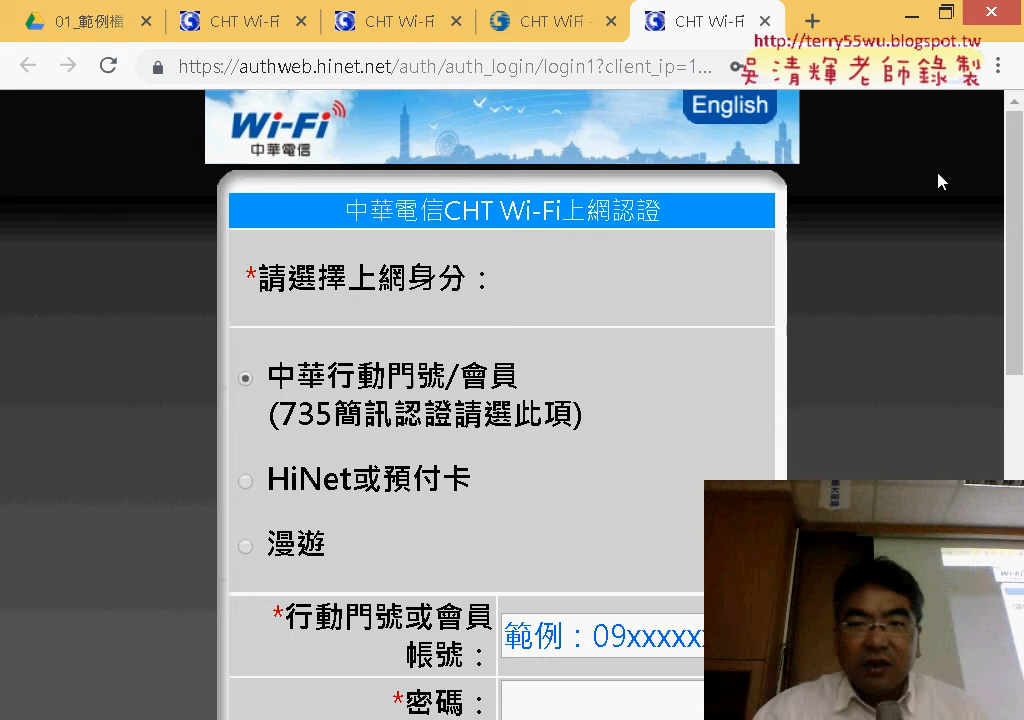 01_範例檔
CHT Wi-Fi
CHT Wi-Fi
CHT WiFi -
CHT Wi-Fi
http://terry55wu.blogspot.tw
吳清輝老師錄製
https://authweb.hinet.net/auth/auth_login/login1?client_ip=1...
Wi-Fi
中華電信
English
中華電信CHT Wi-Fi上網認證
*請選擇上網身分：
中華行動門號/會員
(735簡訊認證請選此項)
HiNet或預付卡
漫遊
*行動門號或會員
帳號：
範例：09xxxxx
*密碼：